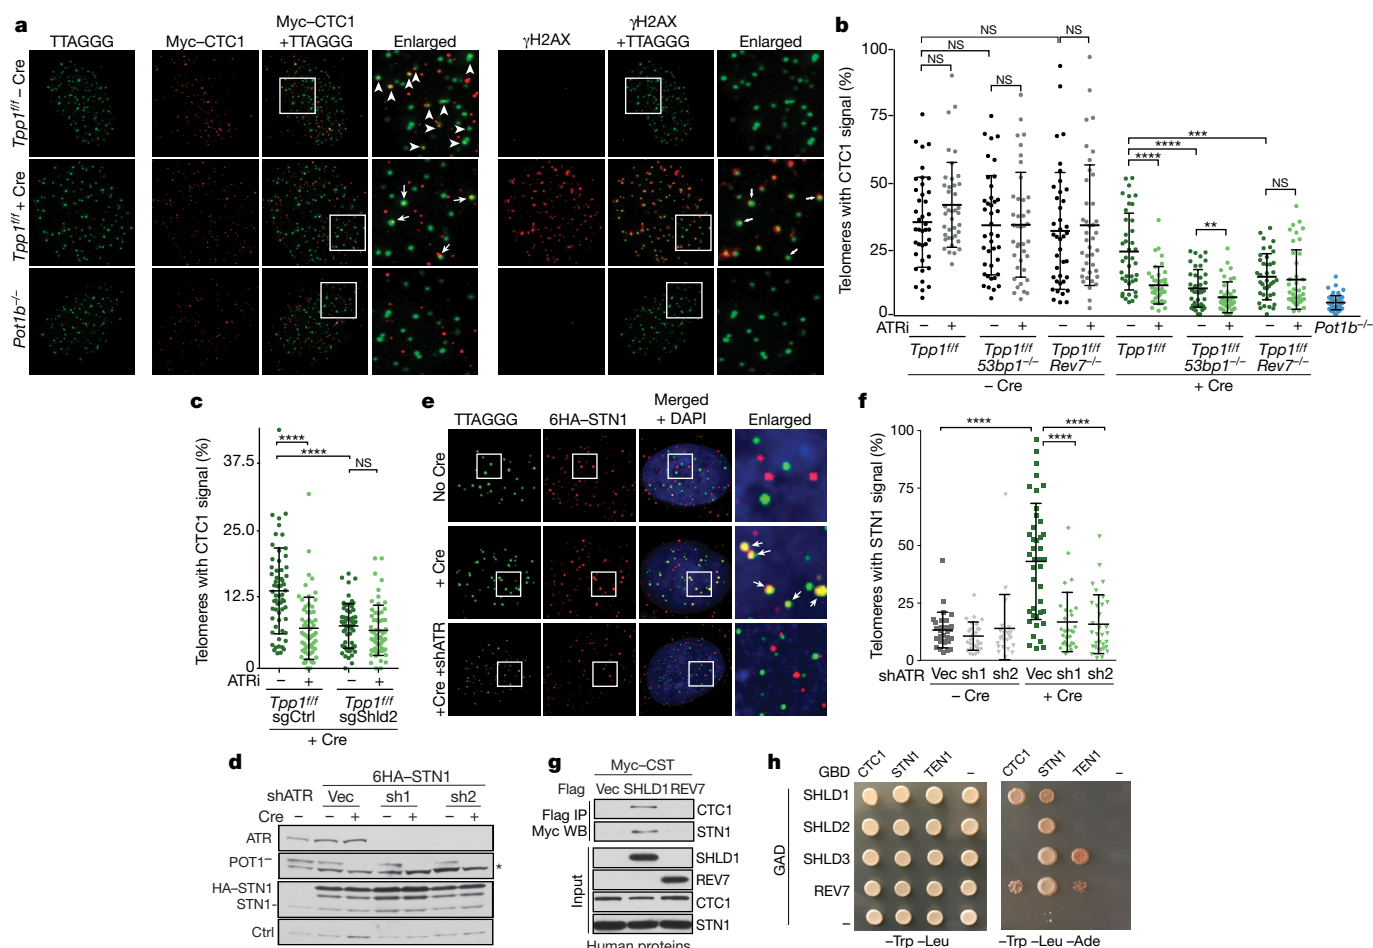 a
TTAGGG
Myc–CTC1
Myc–CTC1
+TTAGGG
Enlarged
γH2AX
γH2AX
+TTAGGG
Enlarged
Tpp1f/f – Cre
Tpp1f/f + Cre
Pot1b–/–
b
Telomeres with CTC1 signal (%)
100
75
50
25
0
NS
NS
NS
NS
NS
****
****
***
**
NS
ATRi – + – + – + – + – + – + Pot1b–/–
Tpp1f/f
Tpp1f/f
53bp1–/–
Tpp1f/f
Rev7–/–
Tpp1f/f
Tpp1f/f
53bp1–/–
Tpp1f/f
Rev7–/–
– Cre
+ Cre
c
Telomeres with CTC1 signal (%)
37.5
25.0
12.5
0
****
****
NS
ATRi – + – +
Tpp1f/f
sgCtrl
Tpp1f/f
sgShld2
+ Cre
e
TTAGGG
6HA–STN1
Merged
+ DAPI
Enlarged
No Cre
+ Cre
+Cre +shATR
f
Telomeres with STN1 signal (%)
100
75
50
25
0
****
****
****
shATR Vec sh1 sh2 Vec sh1 sh2
– Cre
+ Cre
d
6HA–STN1
shATR Vec sh1 sh2
Cre – – + – + – +
ATR
POT1–
*
HA–STN1
STN1-
Ctrl
g
Myc–CST
Flag Vec SHLD1 REV7
Flag IP
Myc WB
CTC1
STN1
Input
SHLD1
REV7
CTC1
STN1
Human proteins
h
GBD CTC1 STN1 TEN1 – CTC1 STN1 TEN1 –
GAD
SHLD1
SHLD2
SHLD3
REV7
–
–Trp –Leu
–Trp –Leu –Ade